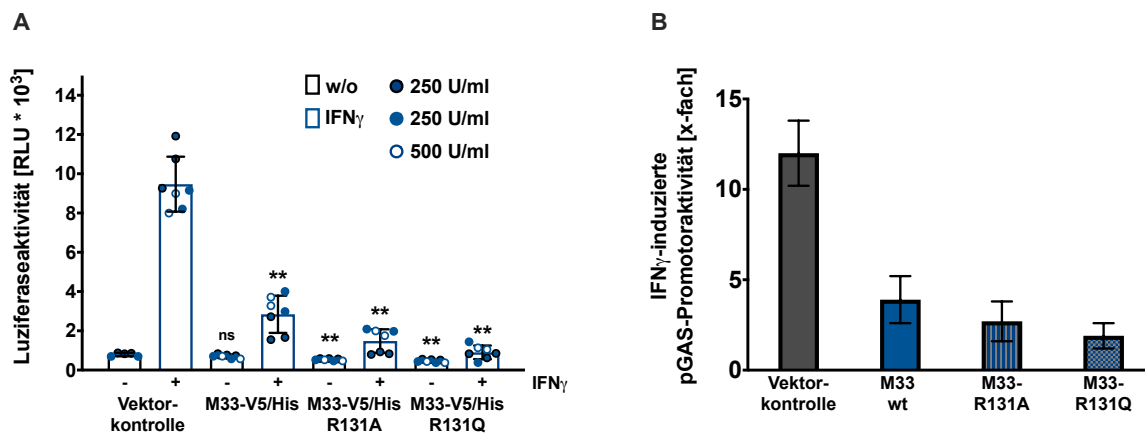 A
Luziferaseaktivität [RLU * 10³]
14
12
10
8
6
4
2
0
w/o
IFNγ
250 U/ml
250 U/ml
500 U/ml
ns
**
**
**
**
**
- + - + - + - + IFNγ
Vektor-
kontrolle
M33-V5/His
M33-V5/His
R131A
M33-V5/His
R131Q
B
IFNγ-induzierte
pGAS-Promotoraktivität [x-fach]
15
10
5
0
Vektor-
kontrolle
M33
wt
M33-
R131A
M33-
R131Q